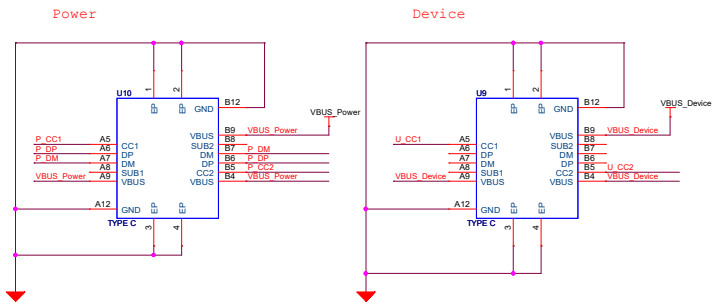 Power
Device
1
2
U10
EP
EP
GND
B12
VBUS_Power
P_CC1
A5
CC1
P_DP
A6
DP
P_DM
A7
DM
A8
SUB1
VBUS_Power
A9
VBUS
VBUS
B9
VBUS_Power
SUB2
B8
DM
B7
P_DM
DP
B6
P_DP
CC2
B5
P_CC2
VBUS
B4
VBUS_Power
A12
GND
EP
EP
TYPE C
3
4
1
2
U9
EP
EP
GND
B12
VBUS_Device
U_CC1
A5
CC1
A6
DP
A7
DM
A8
SUB1
VBUS_Device
A9
VBUS
VBUS
B9
VBUS_Device
SUB2
B8
DM
B7
DP
B6
CC2
B5
U_CC2
VBUS
B4
VBUS_Device
A12
GND
EP
EP
TYPE C
3
4